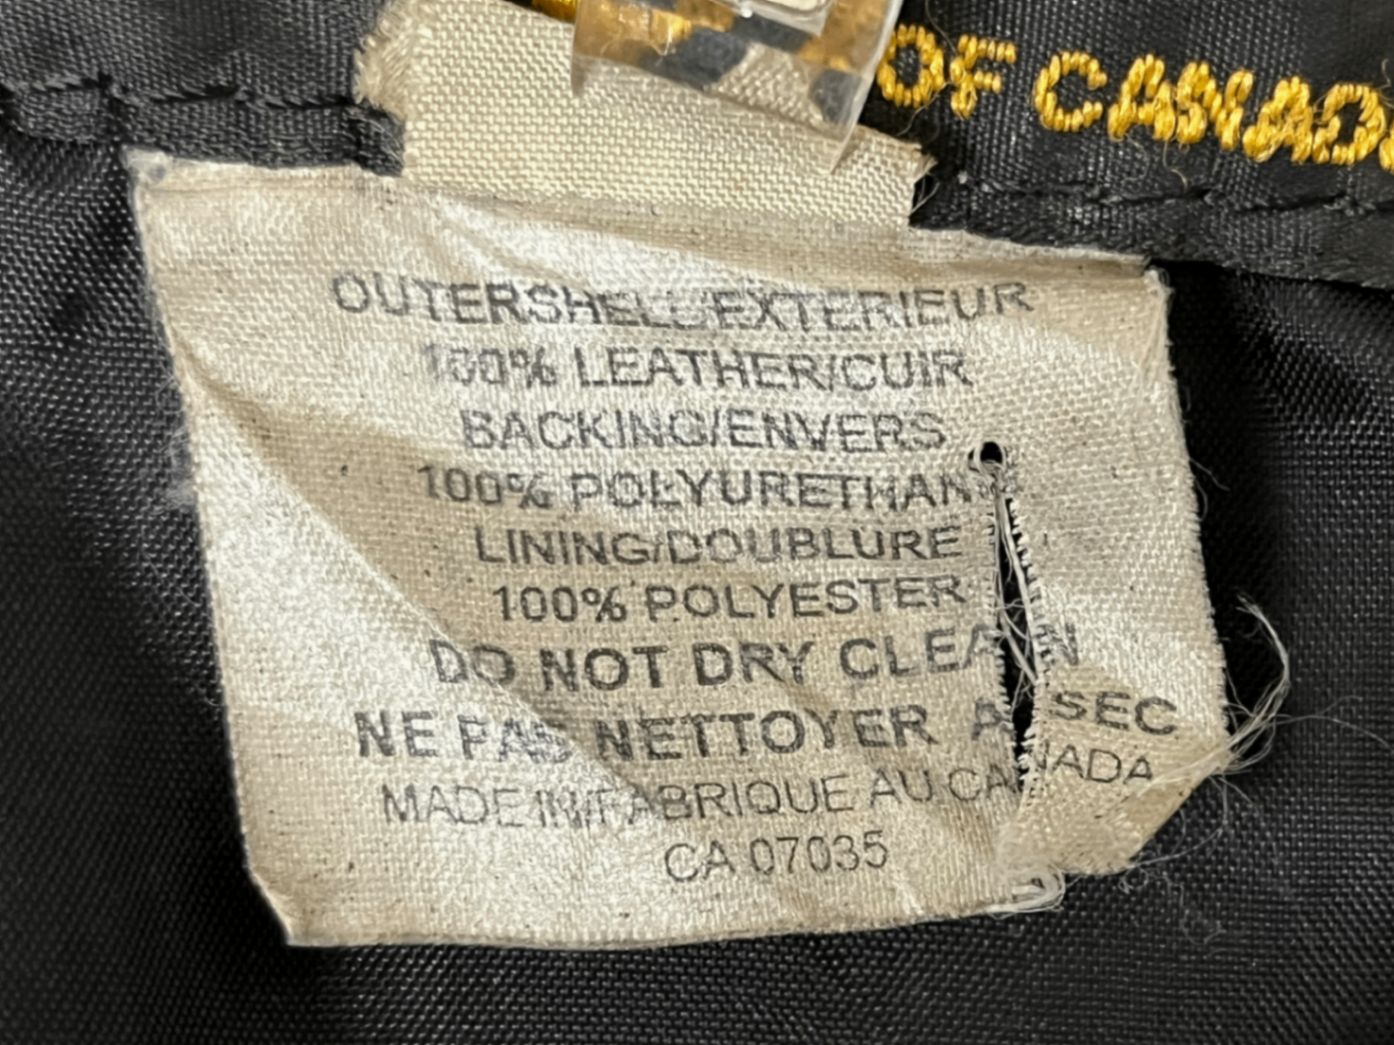 OF CANADA
OUTERSHELL/EXTERIEUR
100% LEATHER/CUIR
BACKING/ENVERS
100% POLYURETHAN
LINING/DOUBLURE
100% POLYESTER
DO NOT DRY CLEAN
NE PAS NETTOYER A SEC
MADE IN/FABRIQUE AU CANADA
CA 07035